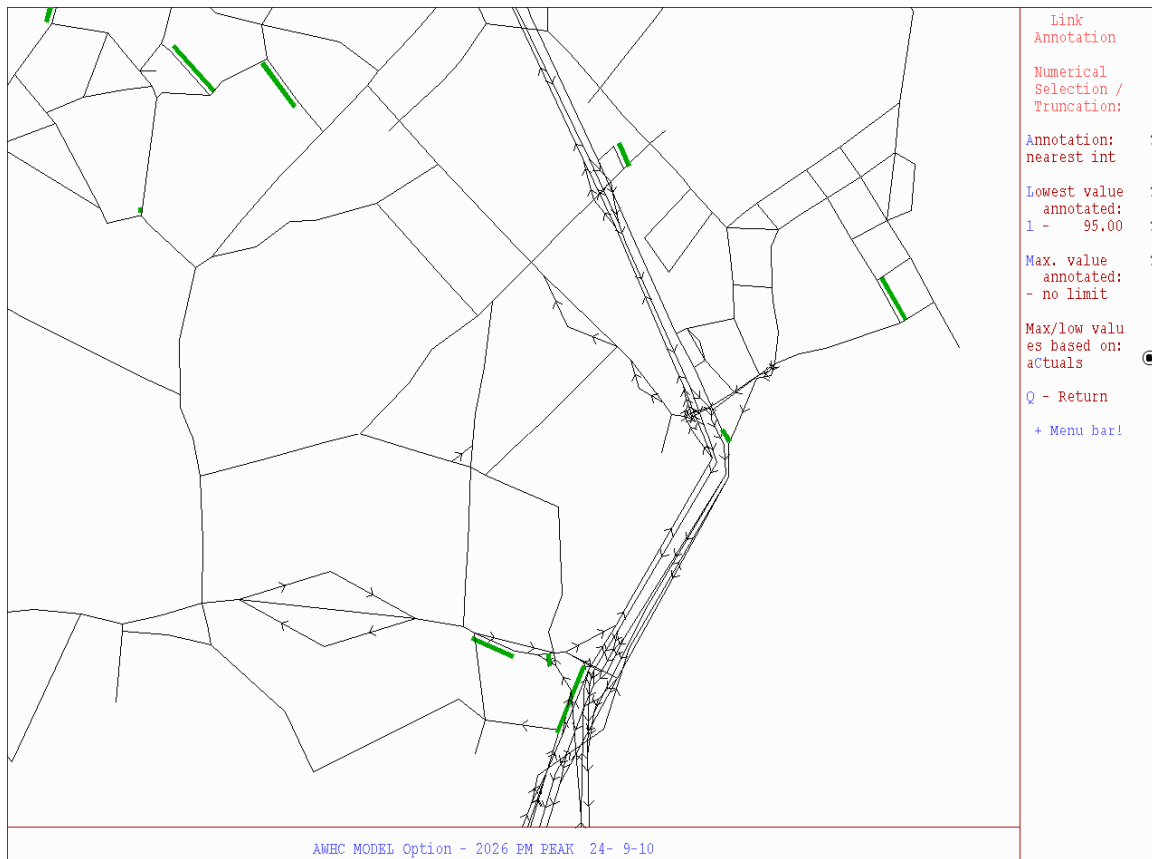 Link
Annotation
Numerical
Selection /
Truncation:
Annotation: ?
nearest int
Lowest value ?
annotated:
1 - 95.00 ?
Max. value ?
annotated:
- no limit
Max/low valu
es based on:
aCtuals
Q - Return
+ Menu bar!
AWHC MODEL Option - 2026 PM PEAK 24- 9-10